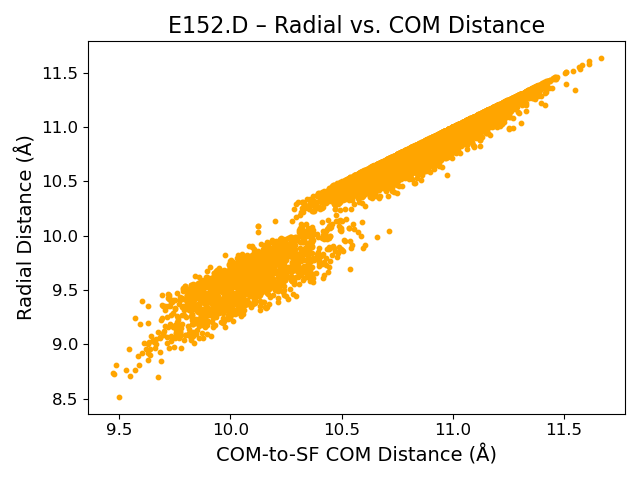 E152.D – Radial vs. COM Distance
Radial Distance (Å)
11.5
11.0
10.5
10.0
9.5
9.0
8.5
9.5 10.0 10.5 11.0 11.5
COM-to-SF COM Distance (Å)